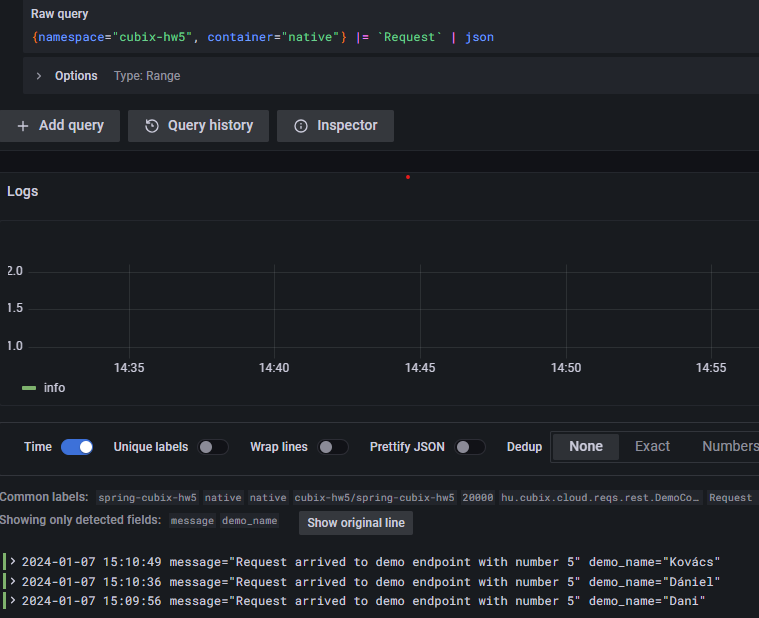 Raw query
{namespace="cubix-hw5", container="native"} |= `Request` | json
Options Type: Range
+ Add query Query history Inspector
Logs
2.0
1.5
1.0
14:35 14:40 14:45 14:50 14:55
info
Time Unique labels Wrap lines Prettify JSON Dedup None Exact Numbers
Common labels: spring-cubix-hw5 native native cubix-hw5/spring-cubix-hw5 20000 hu.cubix.cloud.reqs.rest.DemoCo… Request
Showing only detected fields: message demo_name Show original line
> 2024-01-07 15:10:49 message="Request arrived to demo endpoint with number 5" demo_name="Kovács"
> 2024-01-07 15:10:36 message="Request arrived to demo endpoint with number 5" demo_name="Dániel"
> 2024-01-07 15:09:56 message="Request arrived to demo endpoint with number 5" demo_name="Dani"